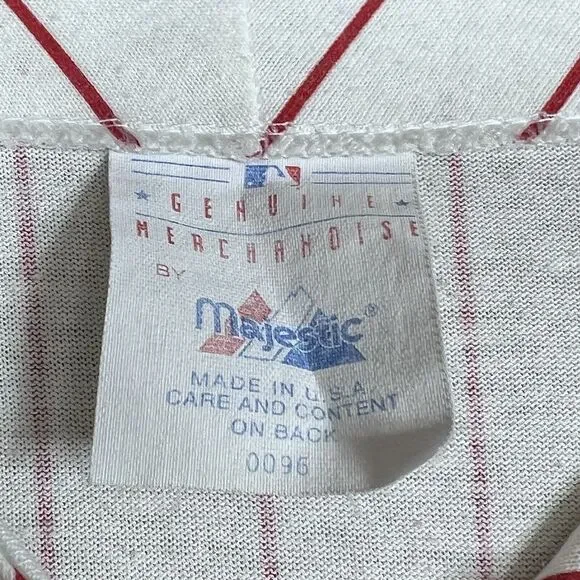 GENUINE
MERCHANDISE
BY
Majestic®
MADE IN U.S.A
CARE AND CONTENT
ON BACK
0096